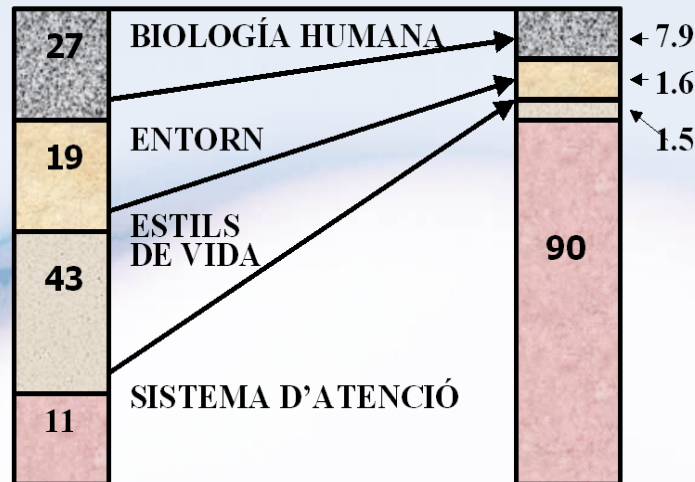 27
BIOLOGÍA HUMANA
7.9
1.6
19
ENTORN
1.5
43
ESTILS
DE VIDA
90
11
SISTEMA D'ATENCIÓ